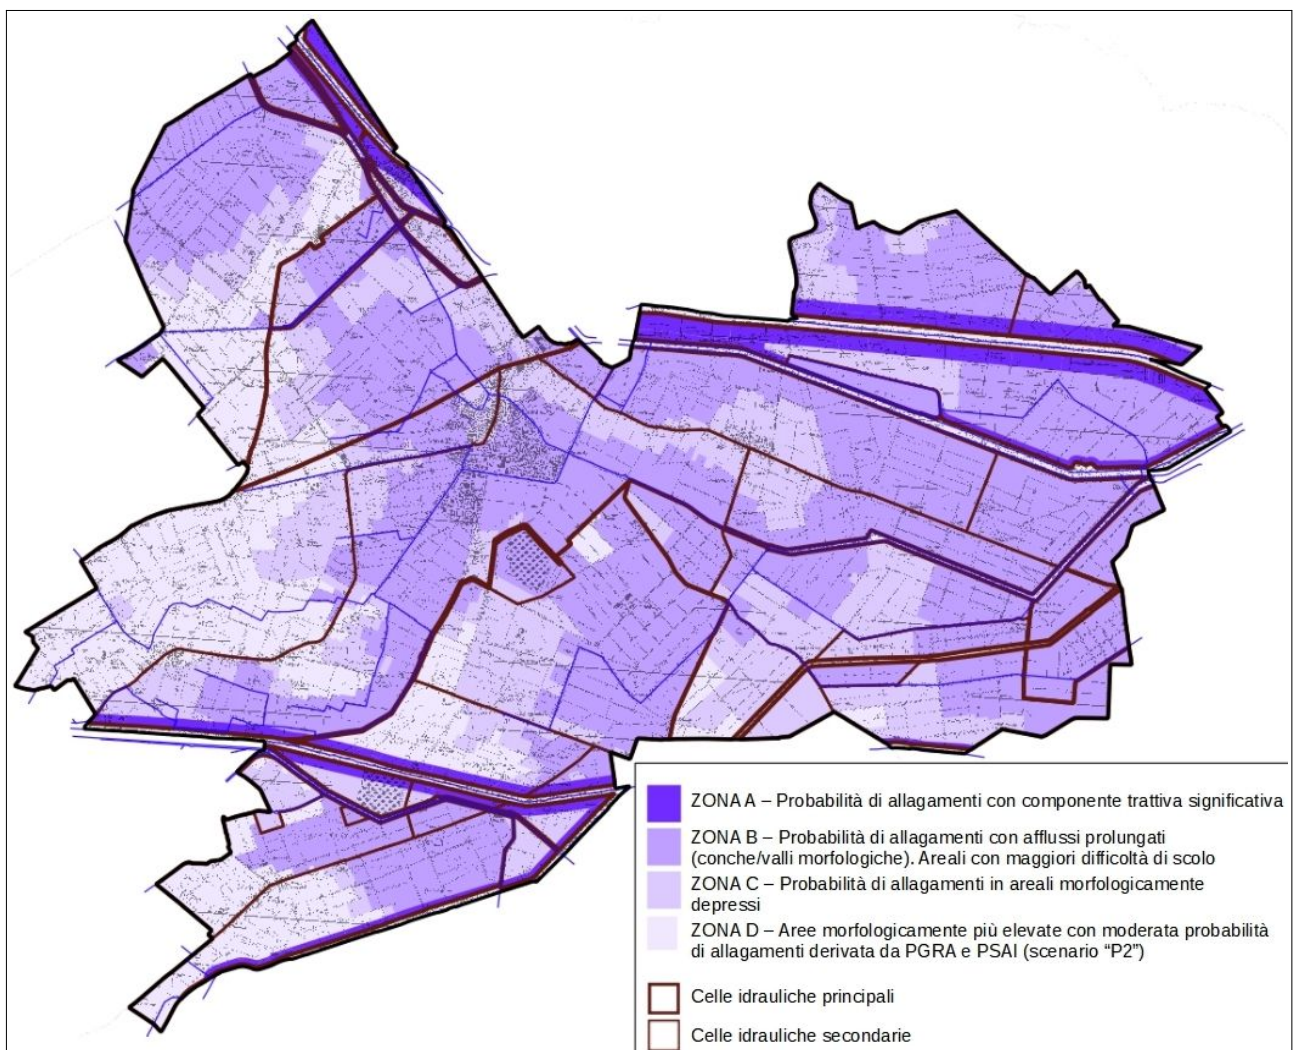 ZONA A – Probabilità di allagamenti con componente trattiva significativa
ZONA B – Probabilità di allagamenti con afflussi prolungati
(conche/valli morfologiche). Areali con maggiori difficoltà di scolo
ZONA C – Probabilità di allagamenti in areali morfologicamente
depressi
ZONA D – Aree morfologicamente più elevate con moderata probabilità
di allagamenti derivata da PGRA e PSAI (scenario “P2”)
Celle idrauliche principali
Celle idrauliche secondarie